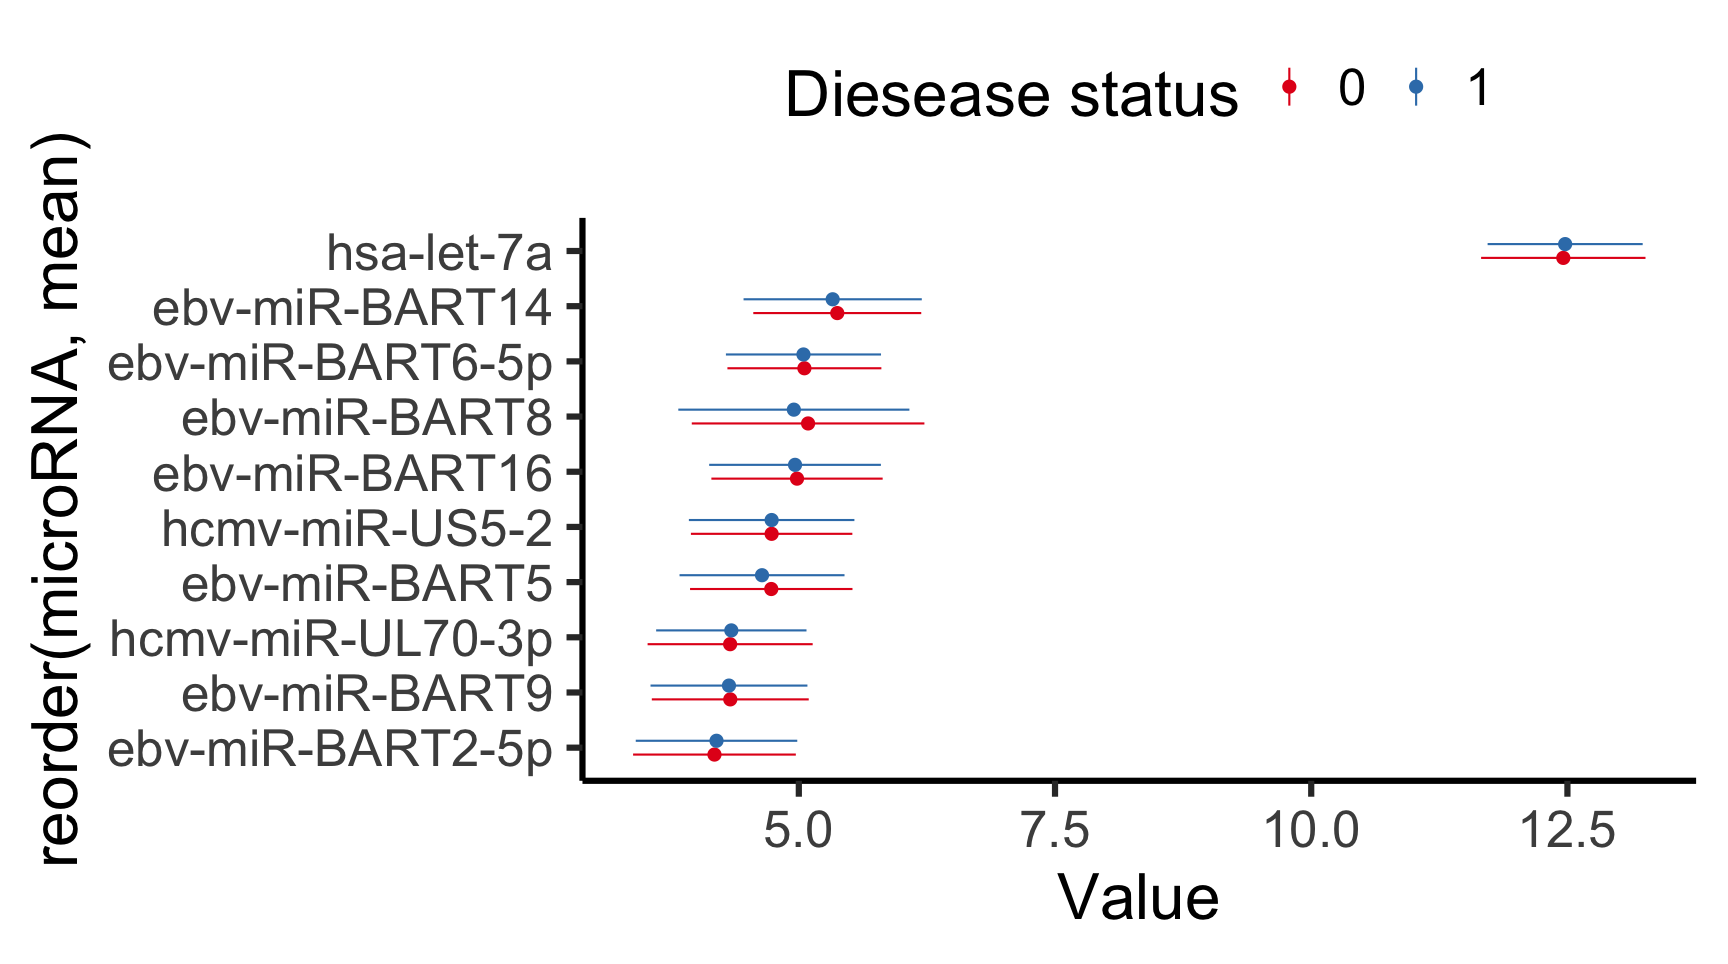 Diesease status 0 1
reorder(microRNA, mean)
hsa-let-7a
ebv-miR-BART14
ebv-miR-BART6-5p
ebv-miR-BART8
ebv-miR-BART16
hcmv-miR-US5-2
ebv-miR-BART5
hcmv-miR-UL70-3p
ebv-miR-BART9
ebv-miR-BART2-5p
5.0 7.5 10.0 12.5
Value